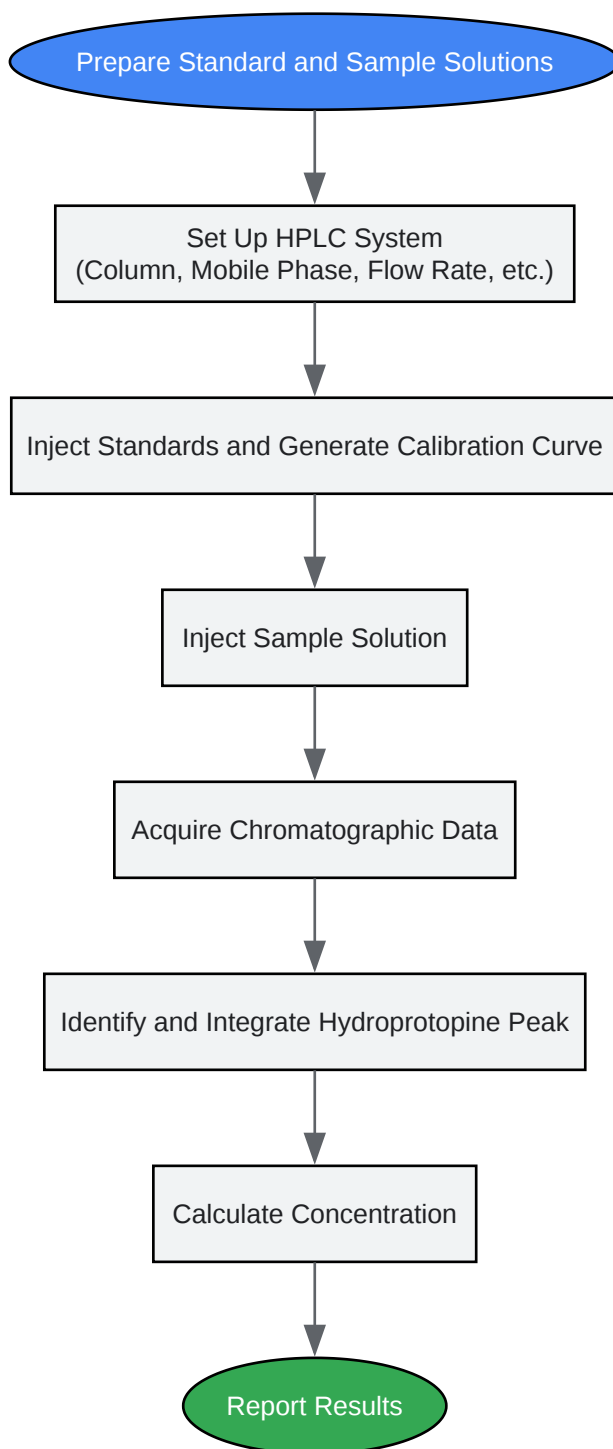 Prepare Standard and Sample Solutions
Set Up HPLC System
(Column, Mobile Phase, Flow Rate, etc.)
Inject Standards and Generate Calibration Curve
Inject Sample Solution
Acquire Chromatographic Data
Identify and Integrate Hydroprotopine Peak
Calculate Concentration
Report Results